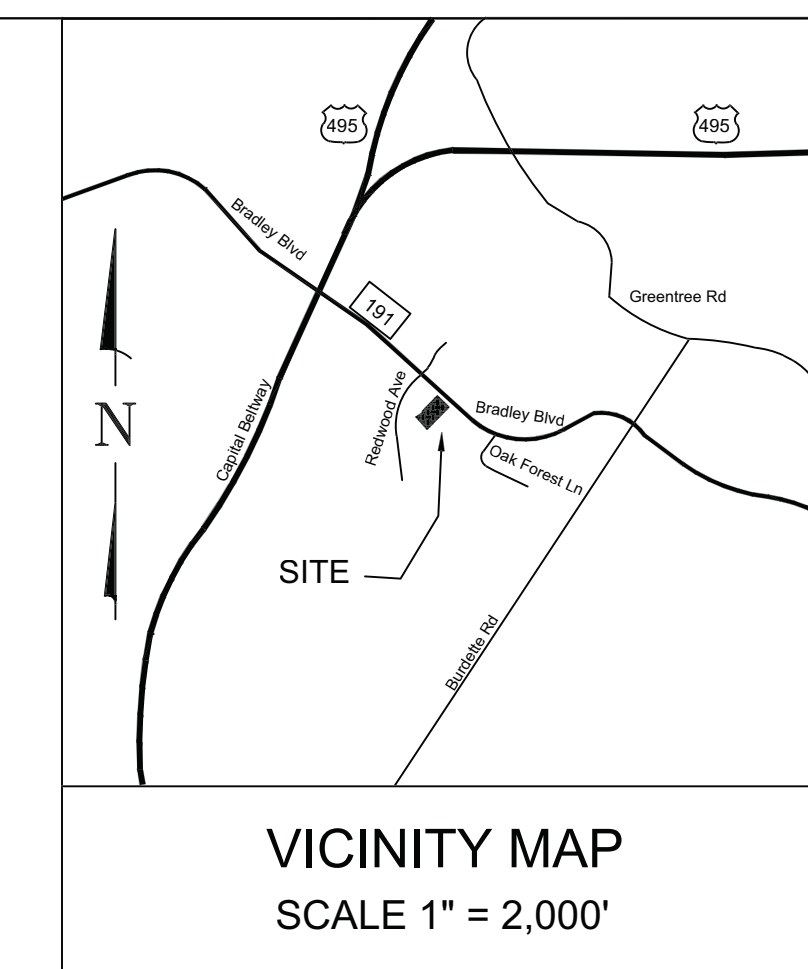 495
495
Bradley Blvd
Greentree Rd
191
N
Redwood Ave
Capital Beltway
Bradley Blvd
Oak Forest Ln
SITE
Burdette Rd
VICINITY MAP
SCALE 1" = 2,000'